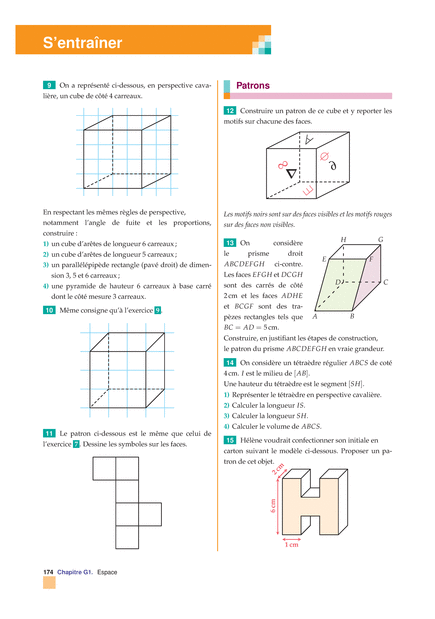 S'entraîner
9 On a représenté ci-dessous, en perspective cava-
lière, un cube de côté 4 carreaux.
En respectant les mêmes règles de perspective,
notamment l'angle de fuite et les proportions,
construire :
1) un cube d'arêtes de longueur 6 carreaux ;
2) un cube d'arêtes de longueur 5 carreaux ;
3) un parallélépipède rectangle (pavé droit) de dimen-
sion 3, 5 et 6 carreaux ;
4) une pyramide de hauteur 6 carreaux à base carré
dont le côté mesure 3 carreaux.
10 Même consigne qu'à l'exercice 9
11 Le patron ci-dessous est le même que celui de
l'exercice 7. Dessine les symboles sur les faces.
Patrons
12 Construire un patron de ce cube et y reporter les
motifs sur chacune des faces.
Les motifs noirs sont sur des faces visibles et les motifs rouges
sur des faces non visibles.
13 On considère
le prisme droit
ABCDEFGH ci-contre.
Les faces EFGH et DCGH
sont des carrés de côté
2 cm et les faces ADHE
et BCGF sont des tra-
pèzes rectangles tels que
BC = AD = 5 cm.
H
G
E
F
D
C
A
B
Construire, en justifiant les étapes de construction,
le patron du prisme ABCDEFGH en vraie grandeur.
14 On considère un tétraèdre régulier ABCS de coté
4 cm. I est le milieu de [AB].
Une hauteur du tétraèdre est le segment [SH].
1) Représenter le tétraèdre en perspective cavalière.
2) Calculer la longueur IS.
3) Calculer la longueur SH.
4) Calculer le volume de ABCS.
15 Hélène voudrait confectionner son initiale en
carton suivant le modèle ci-dessous. Proposer un pa-
tron de cet objet.
2 cm
6 cm
1 cm
174 Chapitre G1. Espace